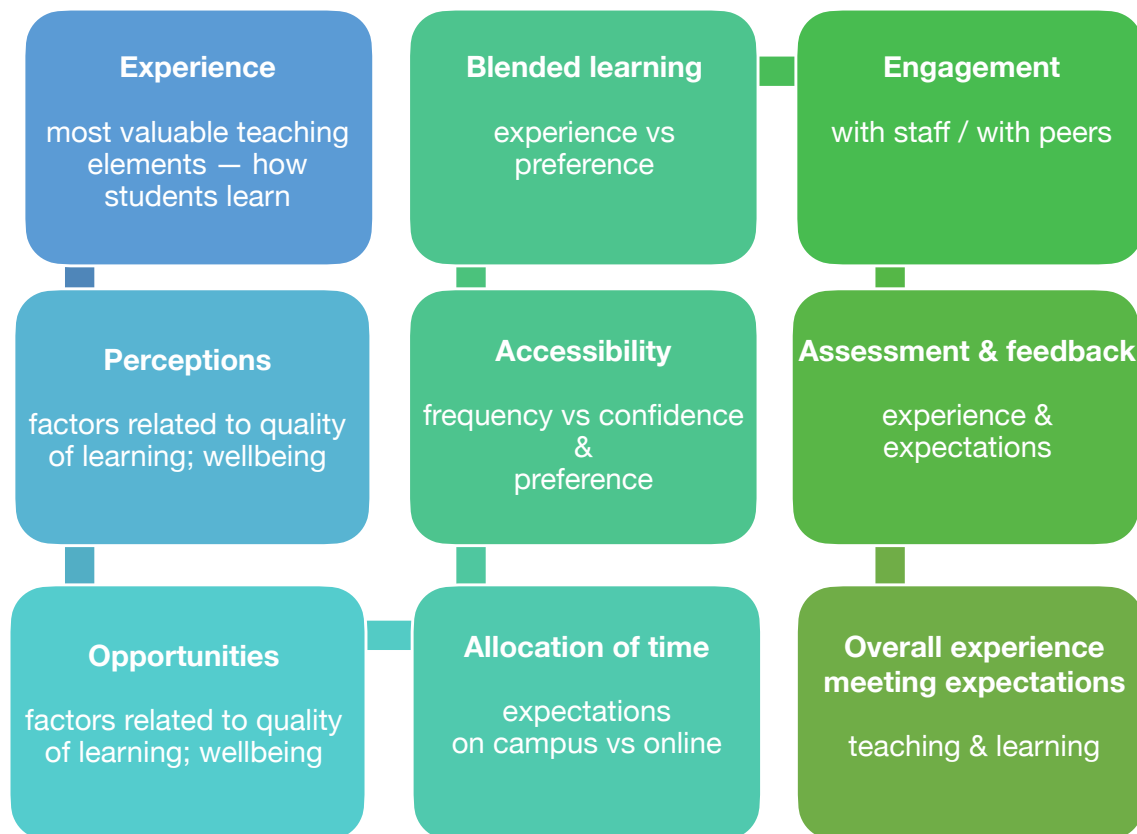 Experience
most valuable teaching
elements — how
students learn
Perceptions
factors related to quality
of learning; wellbeing
Opportunities
factors related to quality
of learning; wellbeing
Allocation of time
expectations
on campus vs online
Accessibility
frequency vs confidence
&
preference
Blended learning
experience vs
preference
Engagement
with staff / with peers
Assessment & feedback
experience &
expectations
Overall experience
meeting expectations
teaching & learning